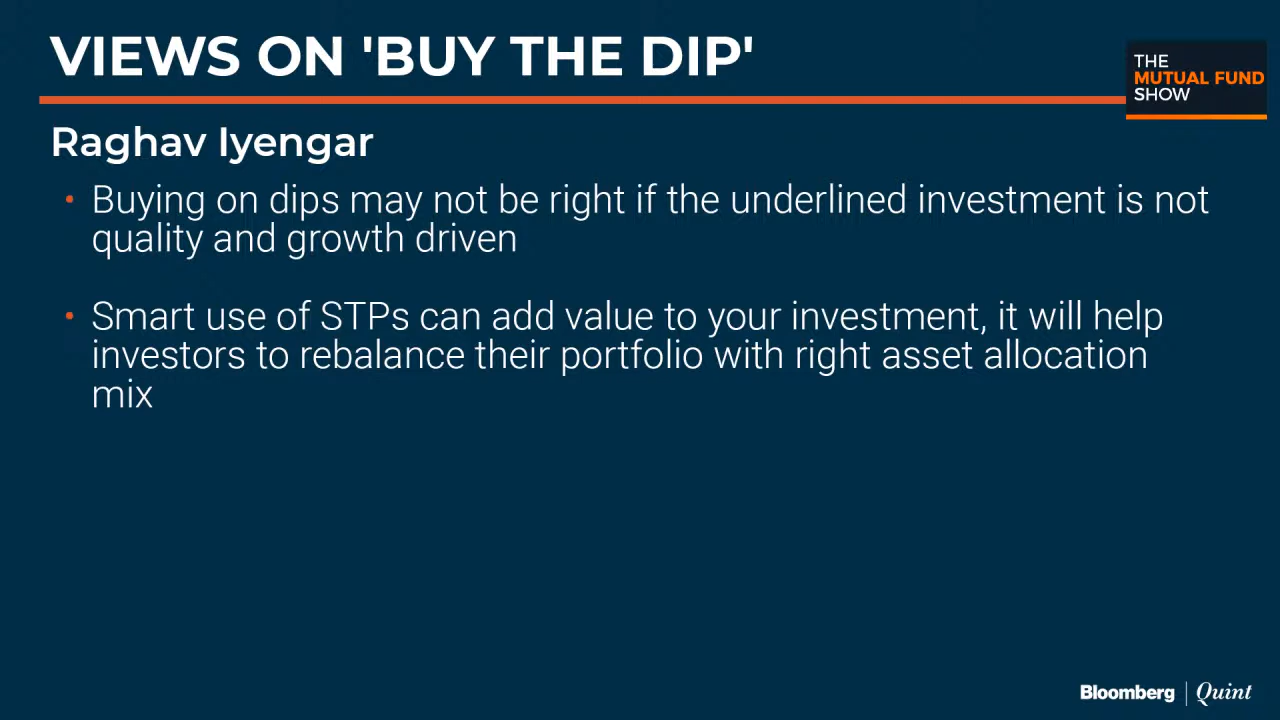 VIEWS ON 'BUY THE DIP'
THE
MUTUAL FUND
SHOW
Raghav Iyengar
• Buying on dips may not be right if the underlined investment is not
quality and growth driven
• Smart use of STPs can add value to your investment, it will help
investors to rebalance their portfolio with right asset allocation
mix
Bloomberg | Quint